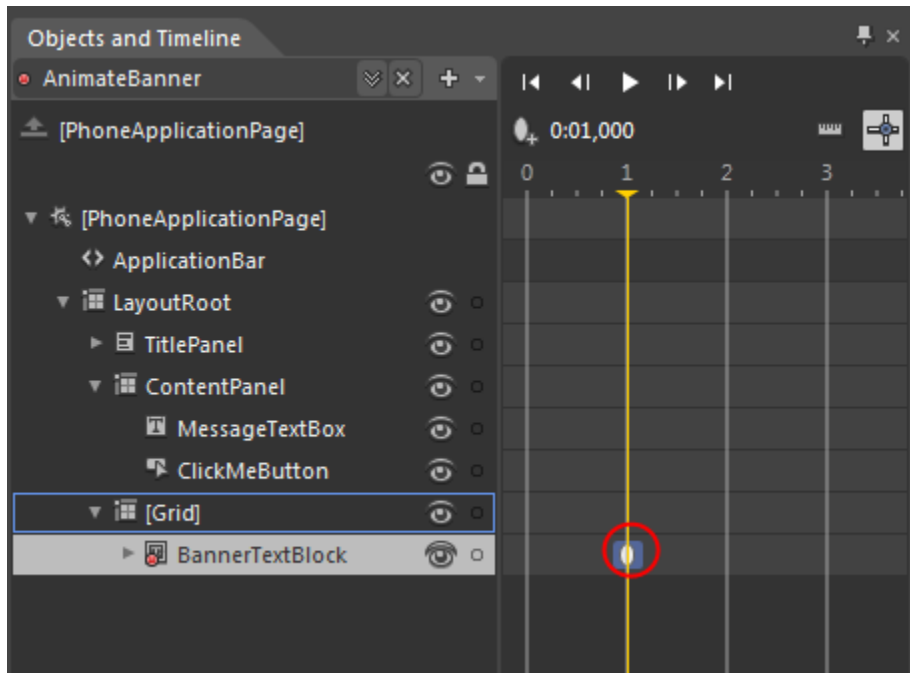 Objects and Timeline
AnimateBanner
[PhoneApplicationPage]
0:01,000
0 1 2 3
[PhoneApplicationPage]
ApplicationBar
LayoutRoot
TitlePanel
ContentPanel
MessageTextBox
ClickMeButton
[Grid]
BannerTextBlock